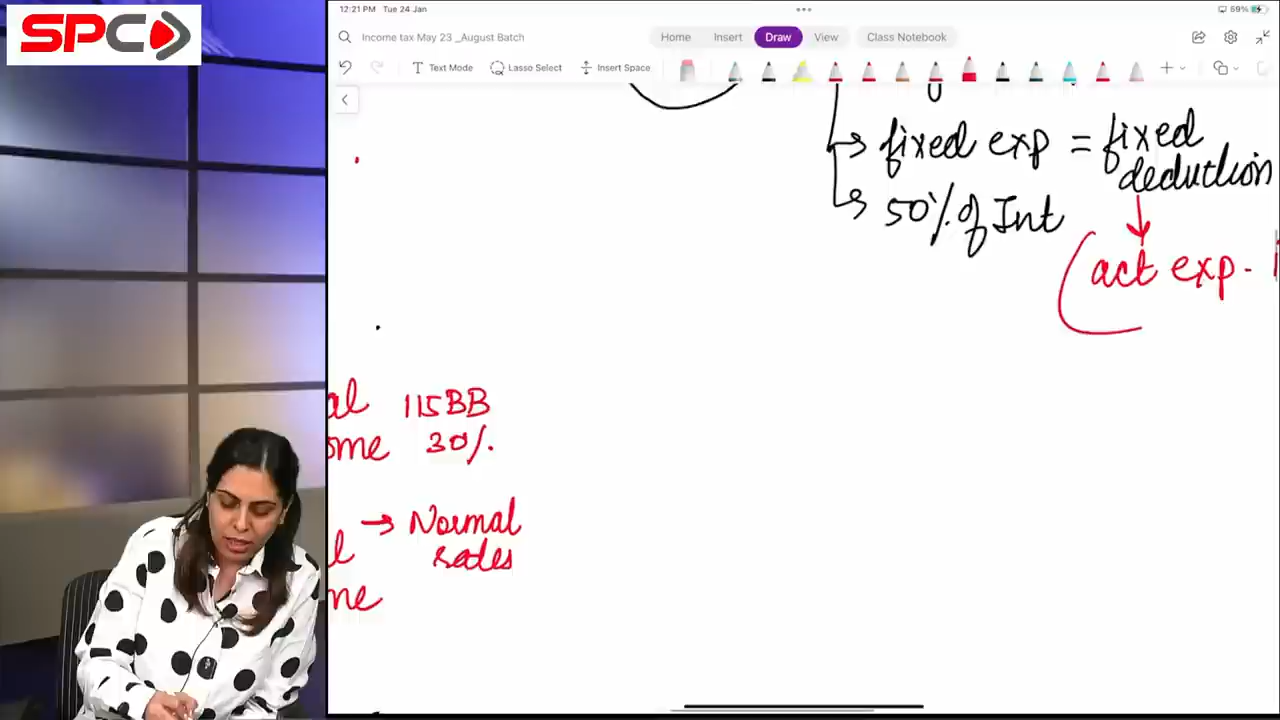 SPC
12:21 PM Tue 24 Jan
69%
Income tax May 23 _August Batch
Home Insert Draw View Class Notebook
Text Mode Lasso Select Insert Space
fixed exp = fixed
deduction
50% of Int
act exp.
115BB
30%.
→ Normal
rates